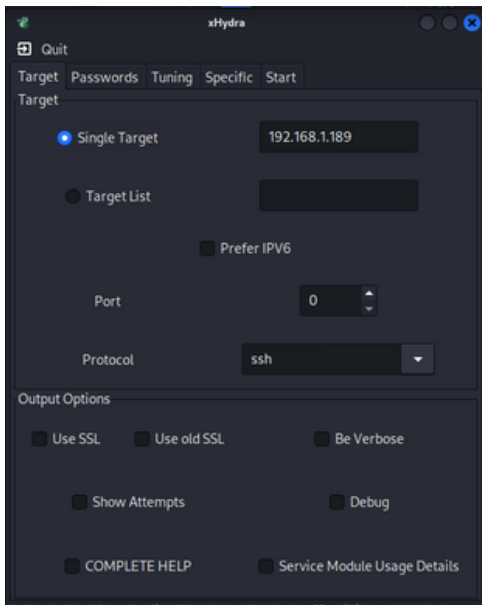 xHydra
Quit
Target Passwords Tuning Specific Start
Target
Single Target 192.168.1.189
Target List
Prefer IPV6
Port 0
Protocol ssh
Output Options
Use SSL Use old SSL Be Verbose
Show Attempts Debug
COMPLETE HELP Service Module Usage Details